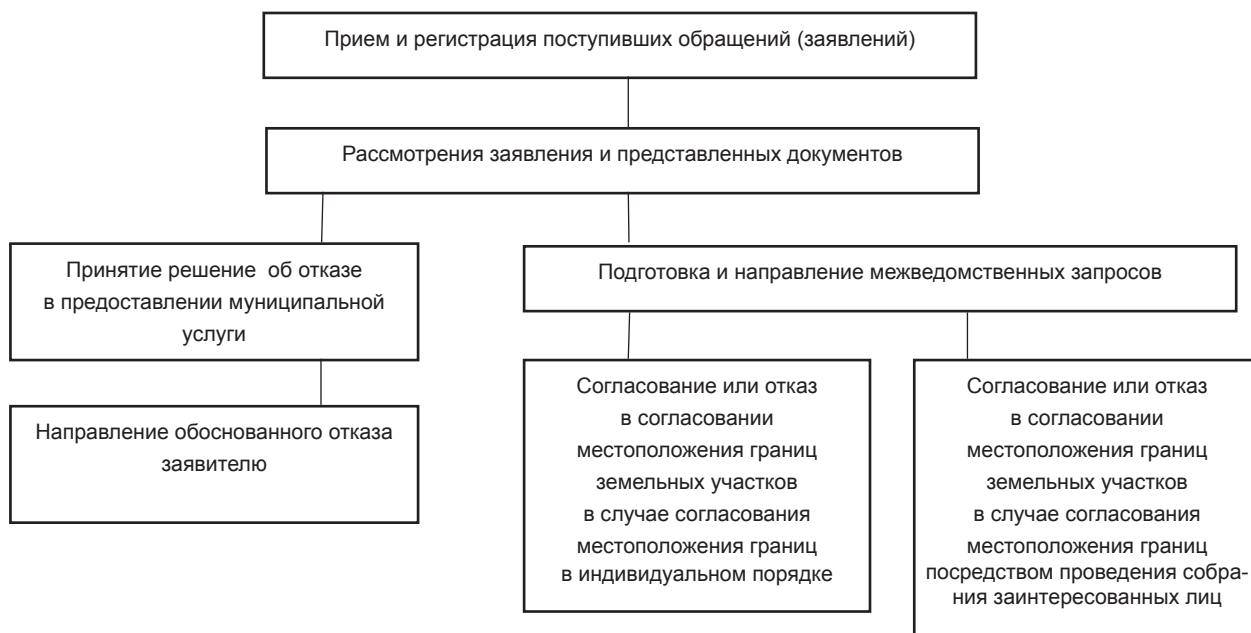 Прием и регистрация поступивших обращений (заявлений)
Рассмотрения заявления и представленных документов
Принятие решение об отказе
в предоставлении муниципальной
услуги
Направление обоснованного отказа
заявителю
Подготовка и направление межведомственных запросов
Согласование или отказ
в согласовании
местоположения границ
земельных участков
в случае согласования
местоположения границ
в индивидуальном порядке
Согласование или отказ
в согласовании
местоположения границ
земельных участков
в случае согласования
местоположения границ
посредством проведения собра-
ния заинтересованных лиц